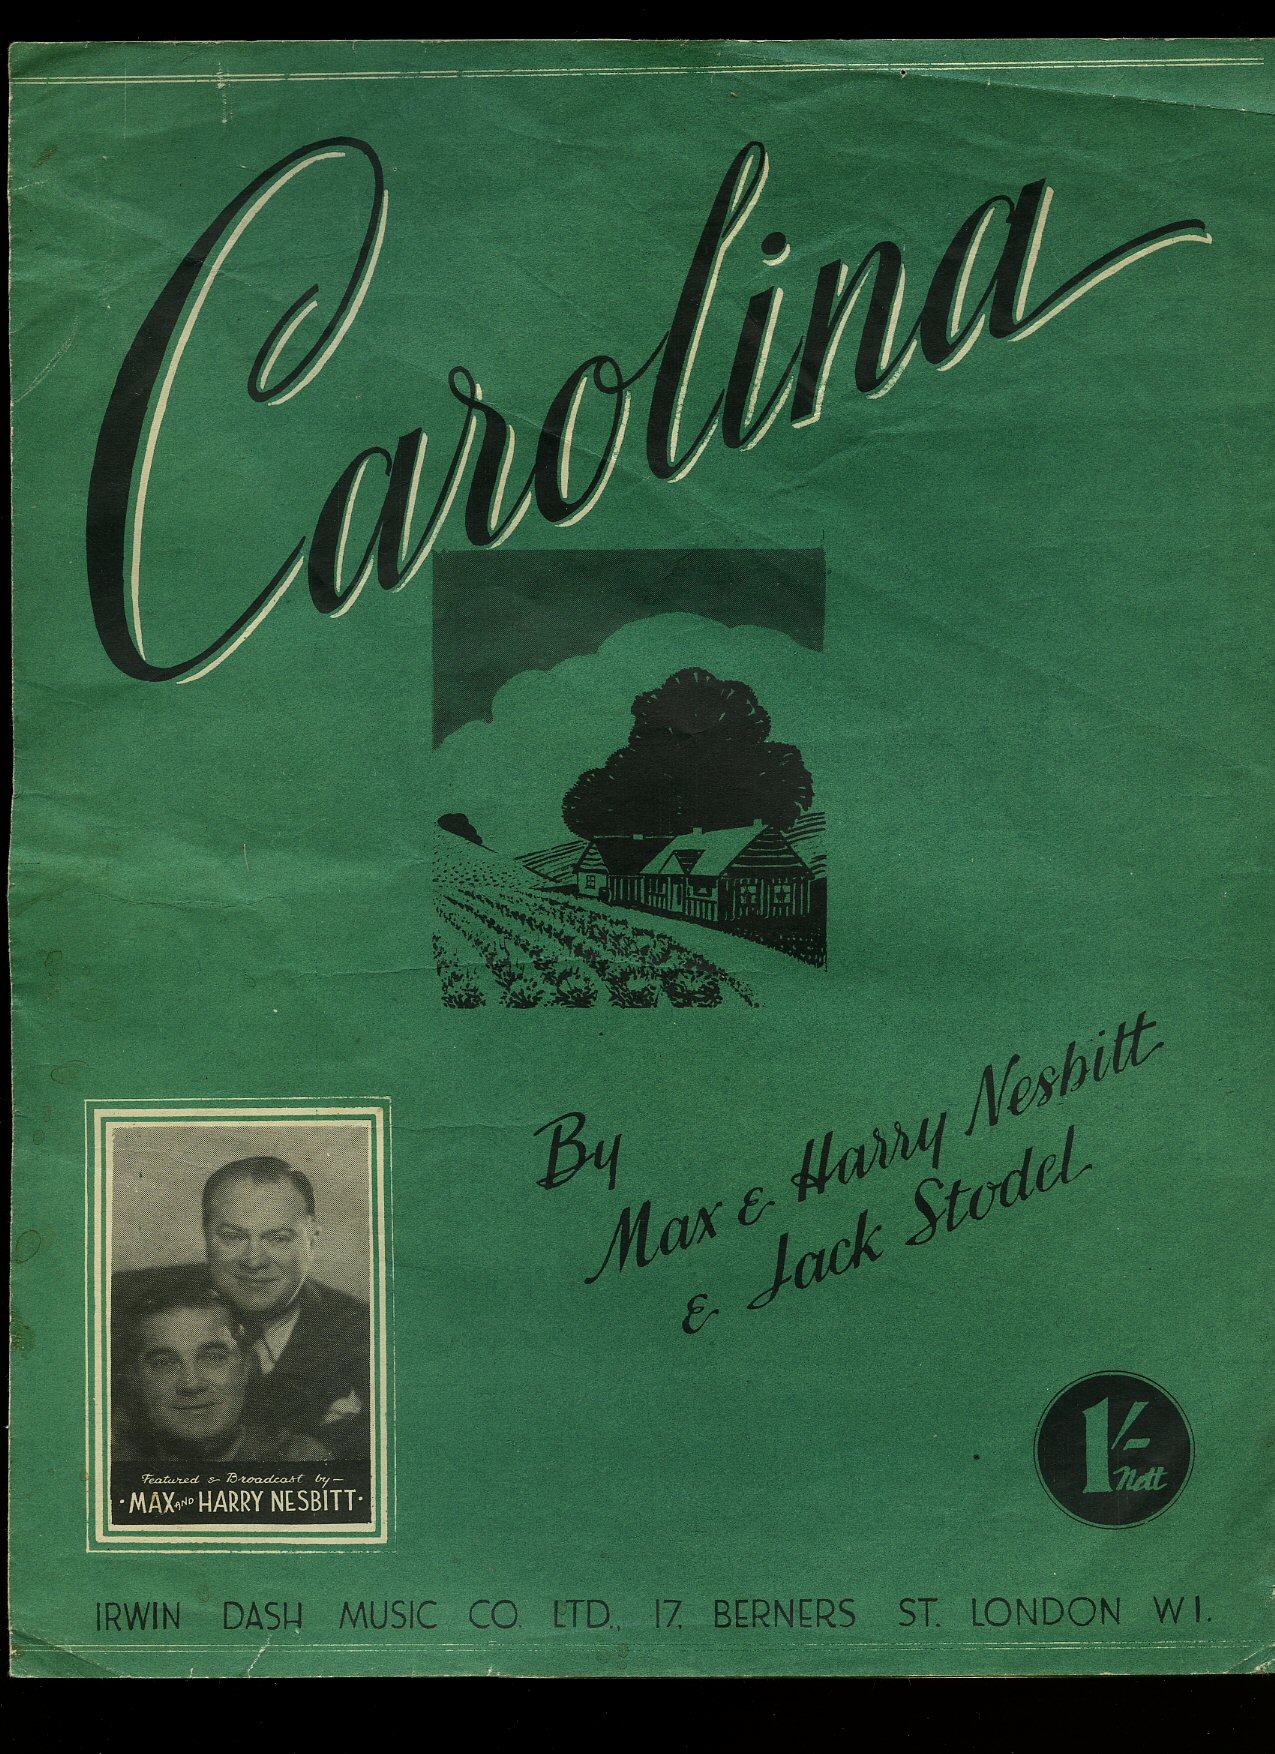 Carolina
By
Max & Harry Nesbitt
& Jack Stodel
Featured & Broadcast by—
·MAX AND HARRY NESBITT·
1/-
Nett
IRWIN DASH MUSIC CO. LTD., 17, BERNERS ST. LONDON W1.